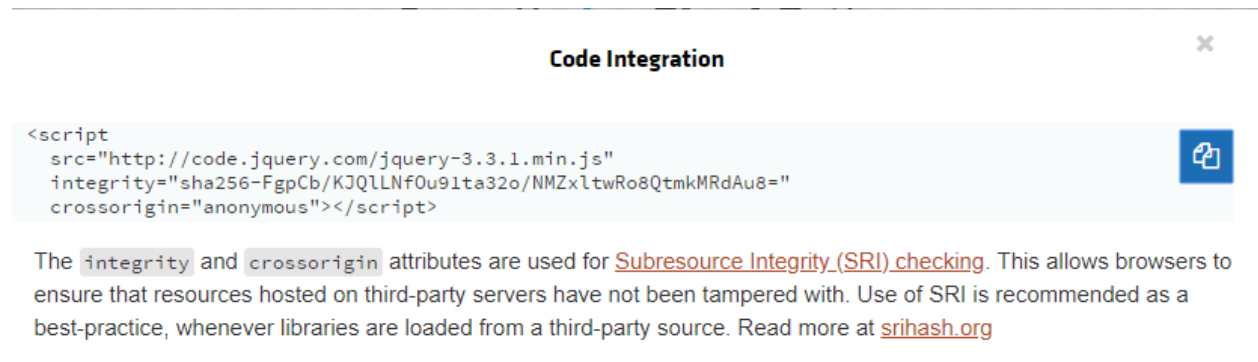 Code Integration
<script
src="http://code.jquery.com/jquery-3.3.1.min.js"
integrity="sha256-FgpCb/KJQlLNfOu91ta32o/NMZxltwRo8QtmkMRdAu8="
crossorigin="anonymous"></script>
The integrity and crossorigin attributes are used for Subresource Integrity (SRI) checking. This allows browsers to
ensure that resources hosted on third-party servers have not been tampered with. Use of SRI is recommended as a
best-practice, whenever libraries are loaded from a third-party source. Read more at srihash.org